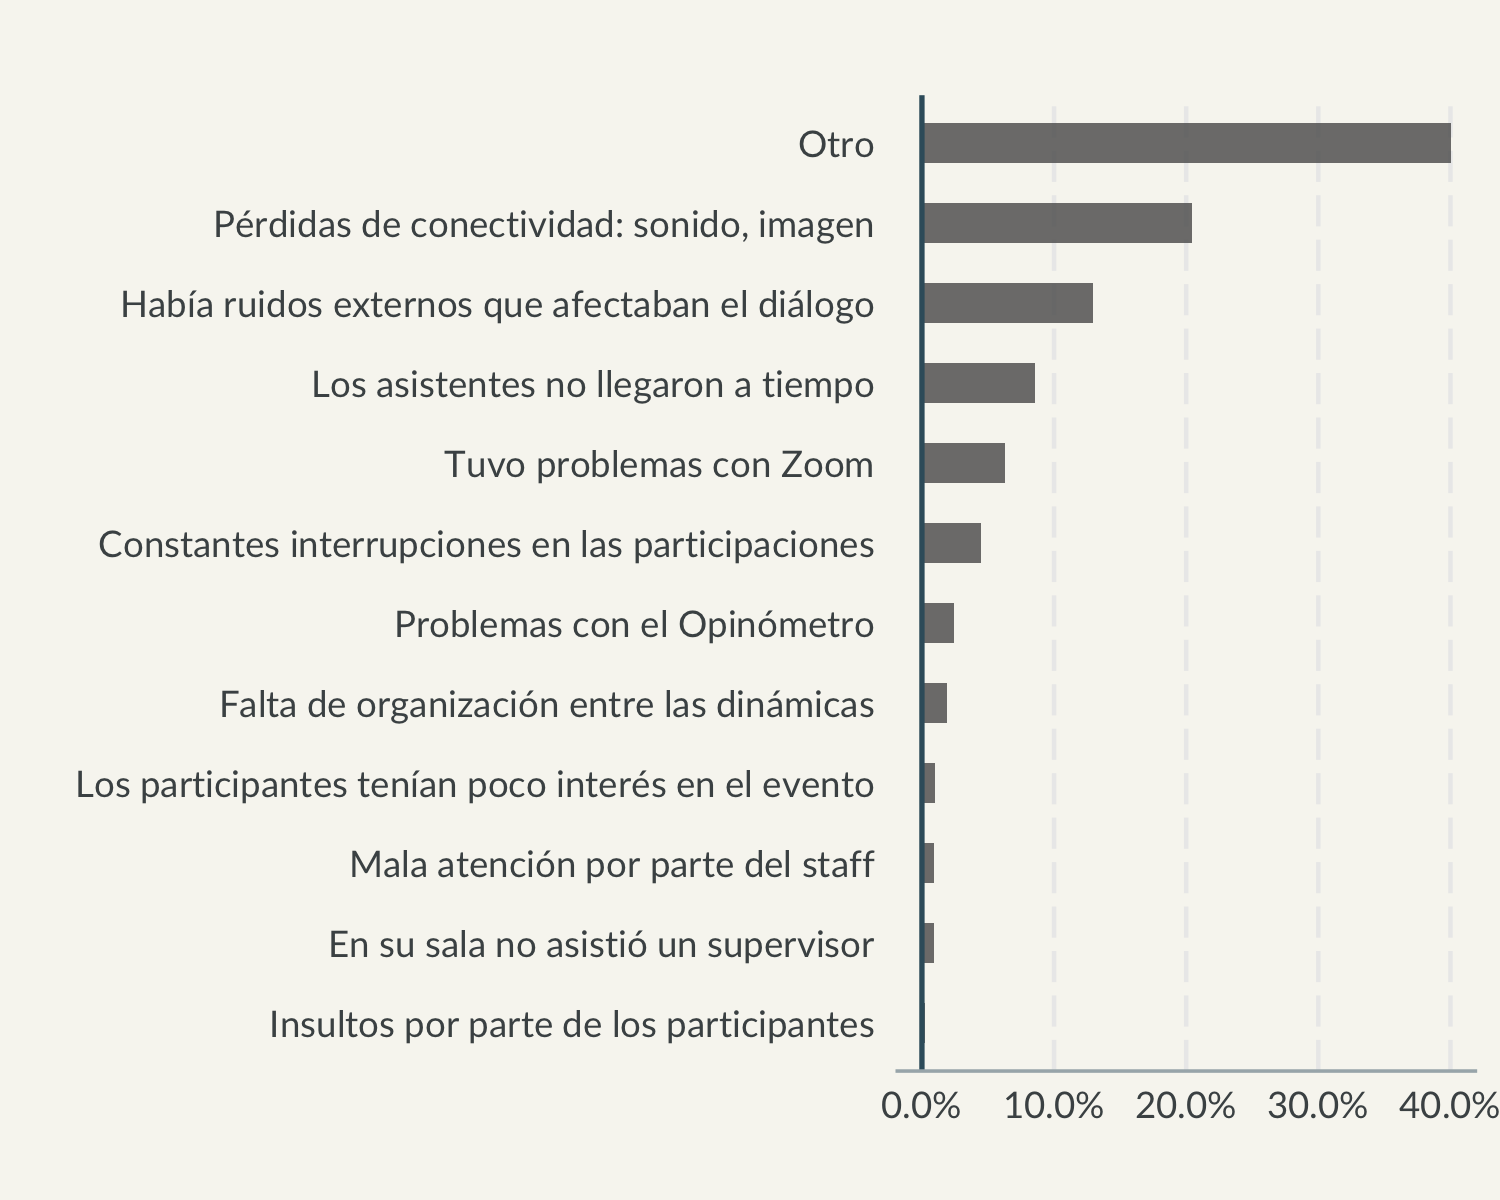 Otro
Pérdidas de conectividad: sonido, imagen
Había ruidos externos que afectaban el diálogo
Los asistentes no llegaron a tiempo
Tuvo problemas con Zoom
Constantes interrupciones en las participaciones
Problemas con el Opinómetro
Falta de organización entre las dinámicas
Los participantes tenían poco interés en el evento
Mala atención por parte del staff
En su sala no asistió un supervisor
Insultos por parte de los participantes
0.0% 10.0% 20.0% 30.0% 40.0%